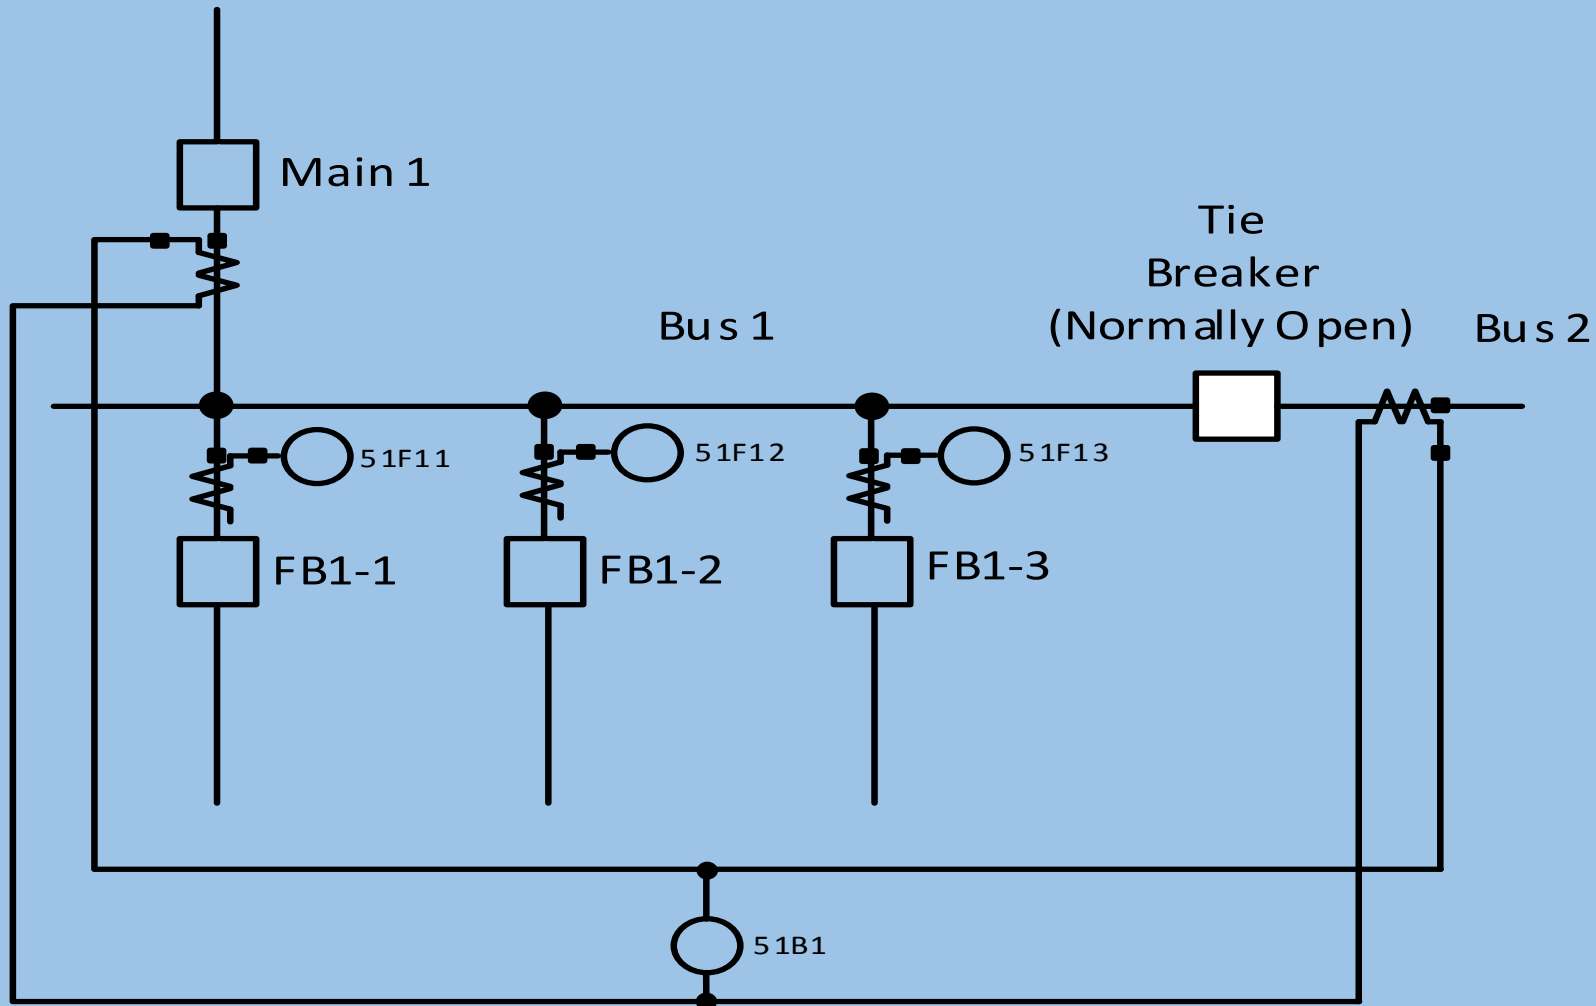 Main 1
Tie
Breaker
(Normally Open)
Bus 1
Bus 2
51F11
51F12
51F13
FB1-1
FB1-2
FB1-3
51B1